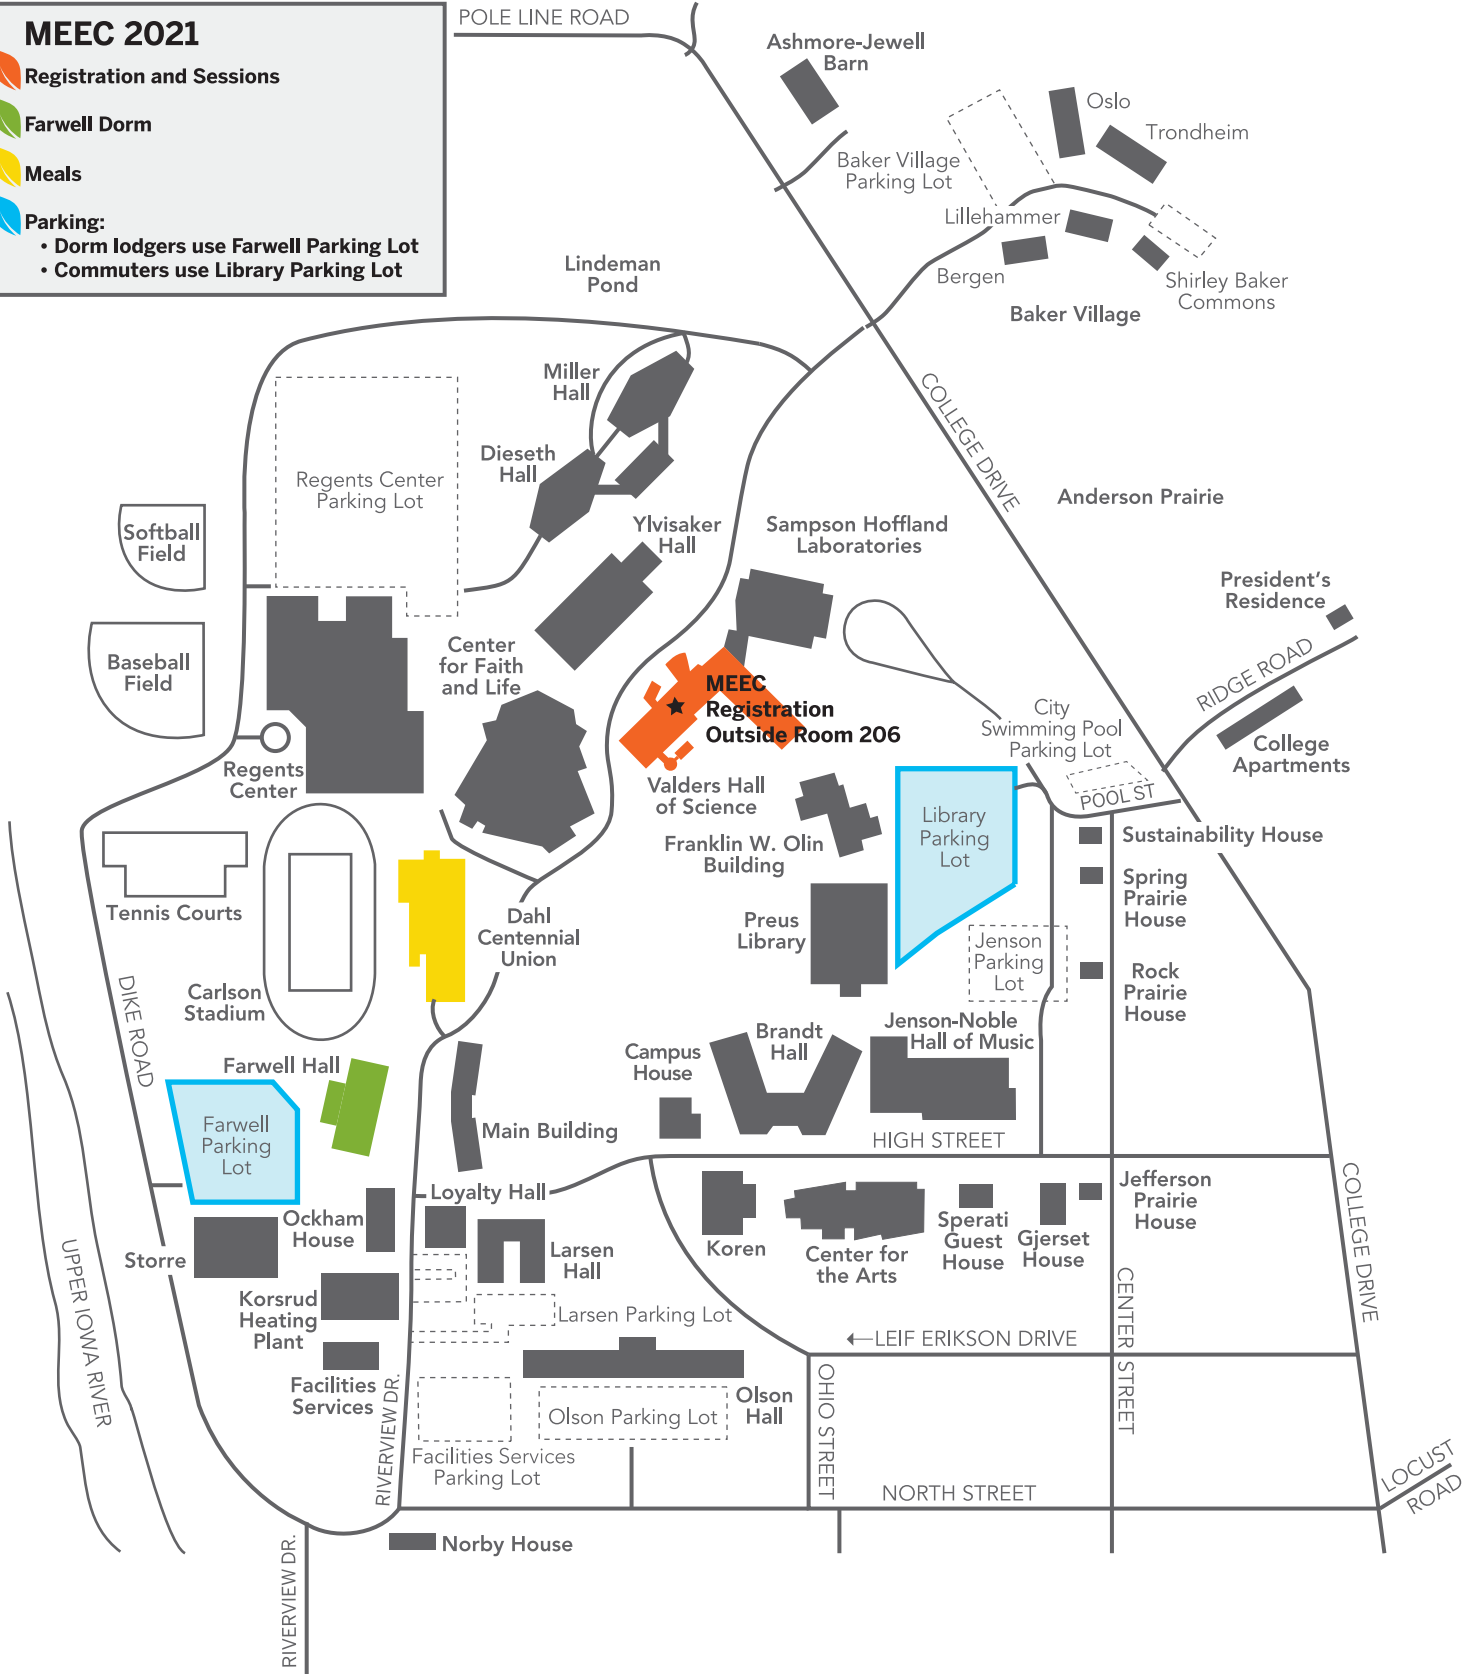 MEEC 2021
Registration and Sessions
Farwell Dorm
Meals
Parking:
• Dorm lodgers use Farwell Parking Lot
• Commuters use Library Parking Lot
POLE LINE ROAD
Ashmore-Jewell
Barn
Oslo
Trondheim
Baker Village
Parking Lot
Lillehammer
Bergen
Shirley Baker
Commons
Baker Village
Lindeman
Pond
Miller
Hall
COLLEGE DRIVE
Dieseth
Hall
Regents Center
Parking Lot
Anderson Prairie
Softball
Field
Ylvisaker
Hall
Sampson Hoffland
Laboratories
President's
Residence
Baseball
Field
Center
for Faith
and Life
RIDGE ROAD
MEEC
Registration
Outside Room 206
City
Swimming Pool
Parking Lot
College
Apartments
Regents
Center
Valders Hall
of Science
POOL ST
Library
Parking
Lot
Franklin W. Olin
Building
Sustainability House
Spring
Prairie
House
Tennis Courts
Dahl
Centennial
Union
Preus
Library
Jenson
Parking
Lot
Rock
Prairie
House
DIKE ROAD
Carlson
Stadium
Jenson-Noble
Hall of Music
Brandt
Hall
Campus
House
Farwell Hall
Farwell
Parking
Lot
Main Building
HIGH STREET
Loyalty Hall
Jefferson
Prairie
House
COLLEGE DRIVE
Ockham
House
Storre
Larsen
Hall
Koren
Center for
the Arts
Sperati
Guest
House
Gjerset
House
UPPER IOWA RIVER
Korsrud
Heating
Plant
Larsen Parking Lot
LEIF ERIKSON DRIVE
CENTER STREET
Facilities
Services
RIVERVIEW DR.
Olson
Hall
Olson Parking Lot
OHIO STREET
Facilities Services
Parking Lot
NORTH STREET
LOCUST
ROAD
Norby House
RIVERVIEW DR.